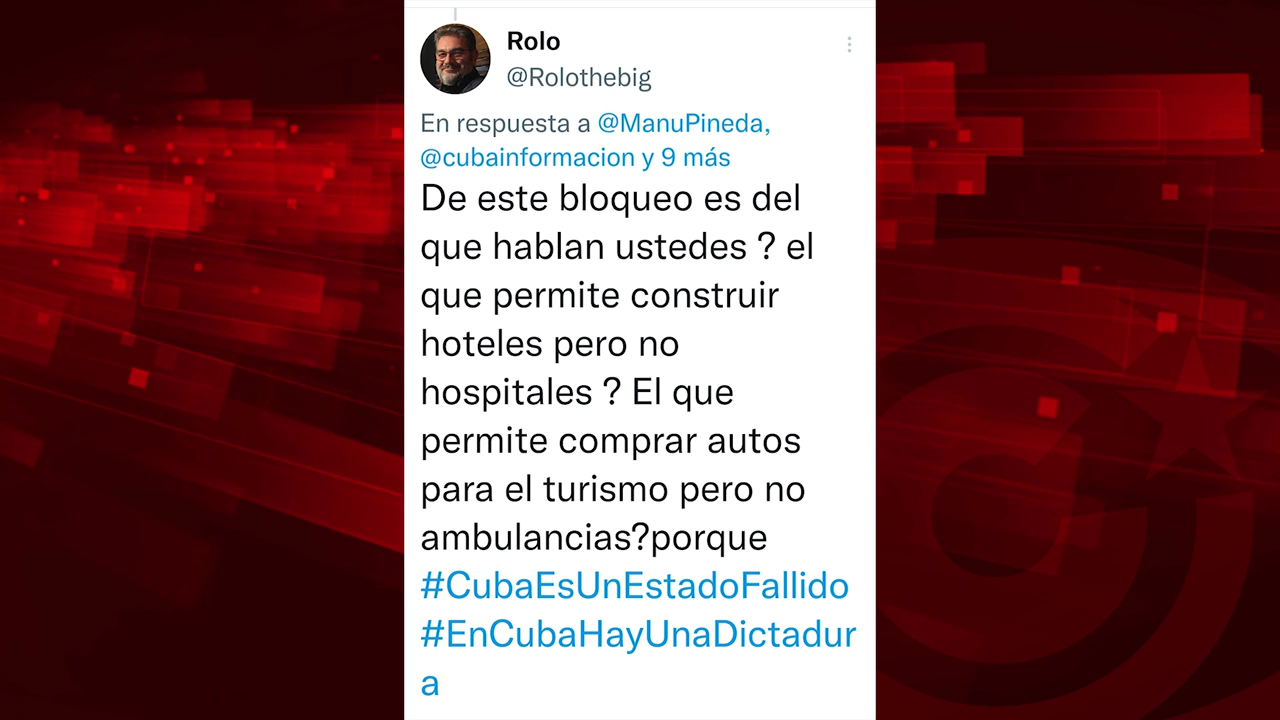 Rolo
@Rolothebig
En respuesta a @ManuPineda,
@cubainformacion y 9 más
De este bloqueo es del
que hablan ustedes ? el
que permite construir
hoteles pero no
hospitales ? El que
permite comprar autos
para el turismo pero no
ambulancias?porque
#CubaEsUnEstadoFallido
#EnCubaHayUnaDictadur
a